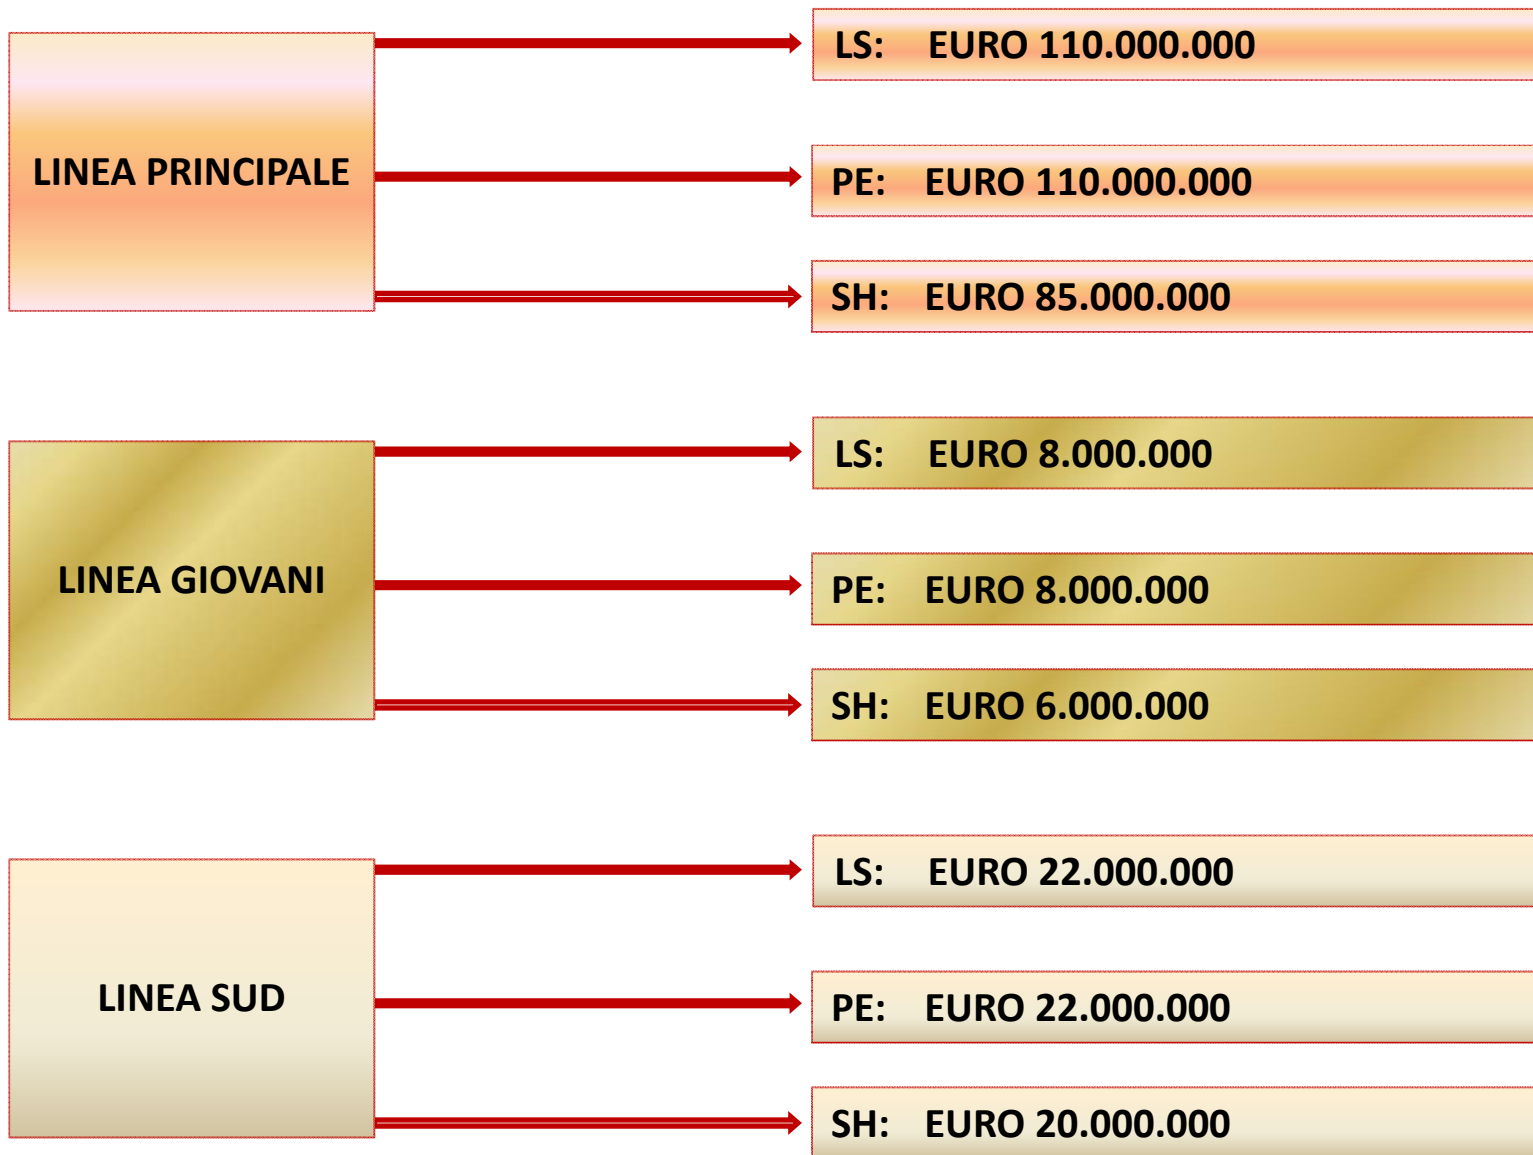 LINEA PRINCIPALE
LS: EURO 110.000.000
PE: EURO 110.000.000
SH: EURO 85.000.000
LINEA GIOVANI
LS: EURO 8.000.000
PE: EURO 8.000.000
SH: EURO 6.000.000
LINEA SUD
LS: EURO 22.000.000
PE: EURO 22.000.000
SH: EURO 20.000.000